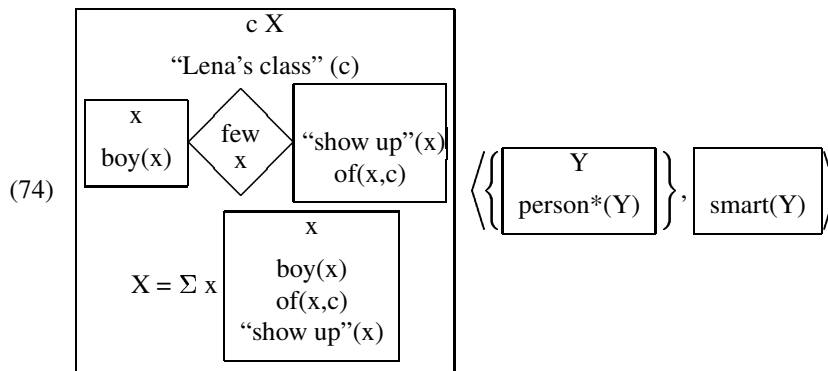 (74)
c X
“Lena's class” (c)
x
boy(x)
few
x
“show up”(x)
of(x,c)
X = Σ x
x
boy(x)
of(x,c)
“show up”(x)
⟨{
Y
person*(Y)
},
smart(Y)
⟩